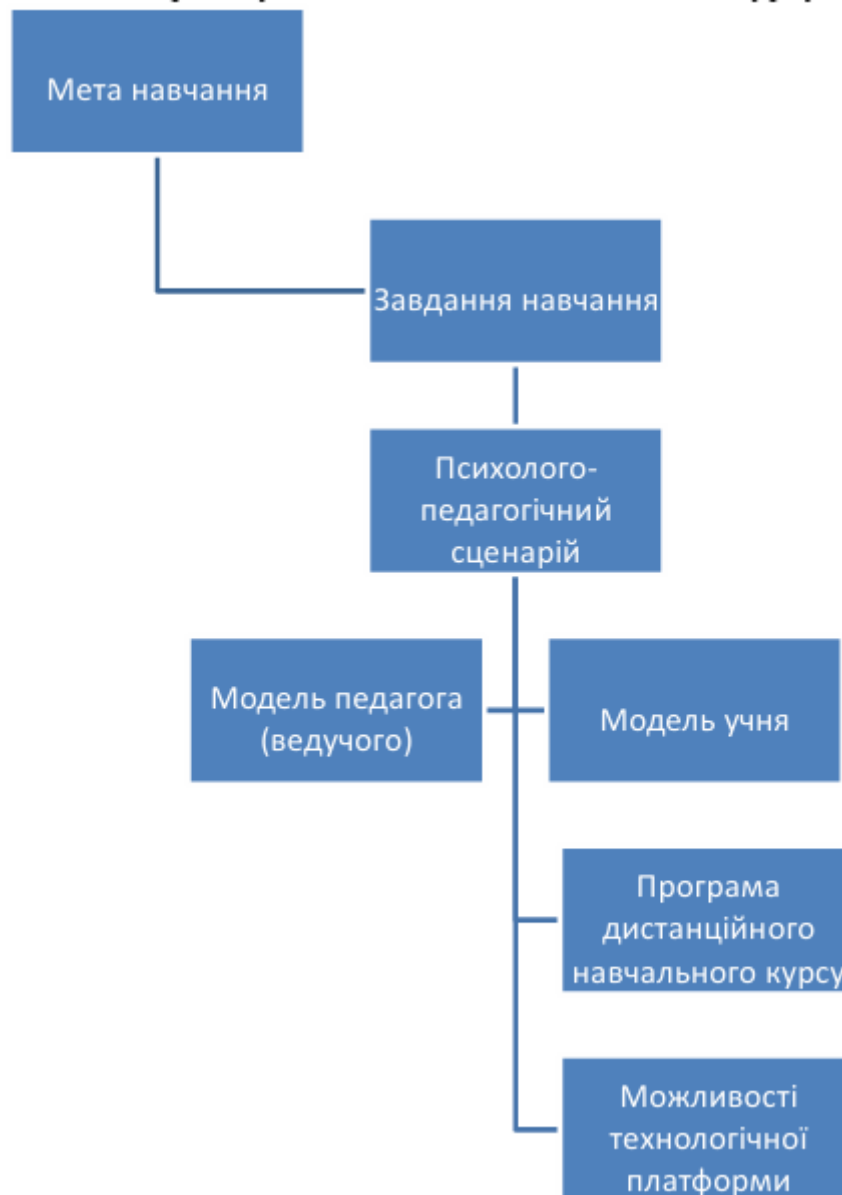 Мета навчання
Завдання навчання
Психолого-
педагогічний
сценарій
Модель педагога
(ведучого)
Модель учня
Програма
дистанційного
навчального курсу
Можливості
технологічної
платформи